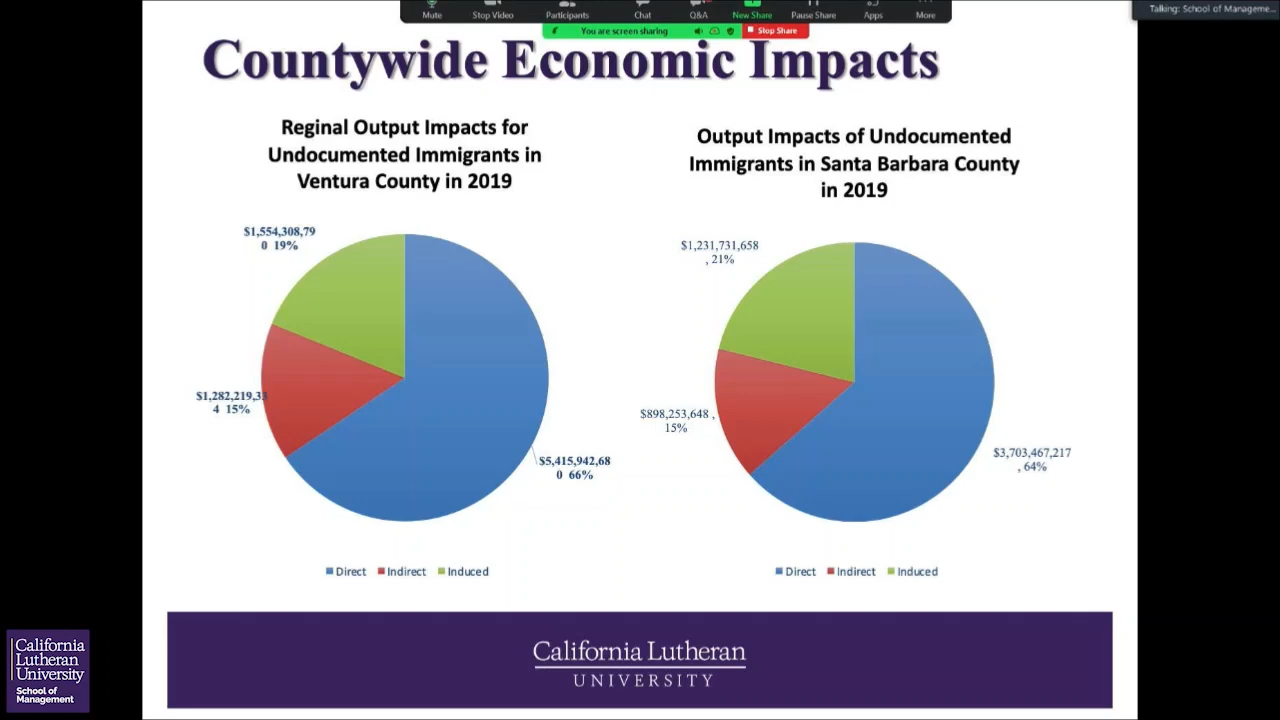 Mute Stop Video Participants Chat Q&A New Share Pause Share Apps More
Talking: School of Manageme...
You are screen sharing Stop Share
Countywide Economic Impacts
Reginal Output Impacts for
Undocumented Immigrants in
Ventura County in 2019
$1,554,308,79
0 19%
$1,282,219,33
4 15%
$5,415,942,68
0 66%
Direct Indirect Induced
Output Impacts of Undocumented
Immigrants in Santa Barbara County
in 2019
$1,231,731,658
, 21%
$898,253,648 ,
15%
$3,703,467,217
, 64%
Direct Indirect Induced
California Lutheran
UNIVERSITY
California
Lutheran
University
School of
Management